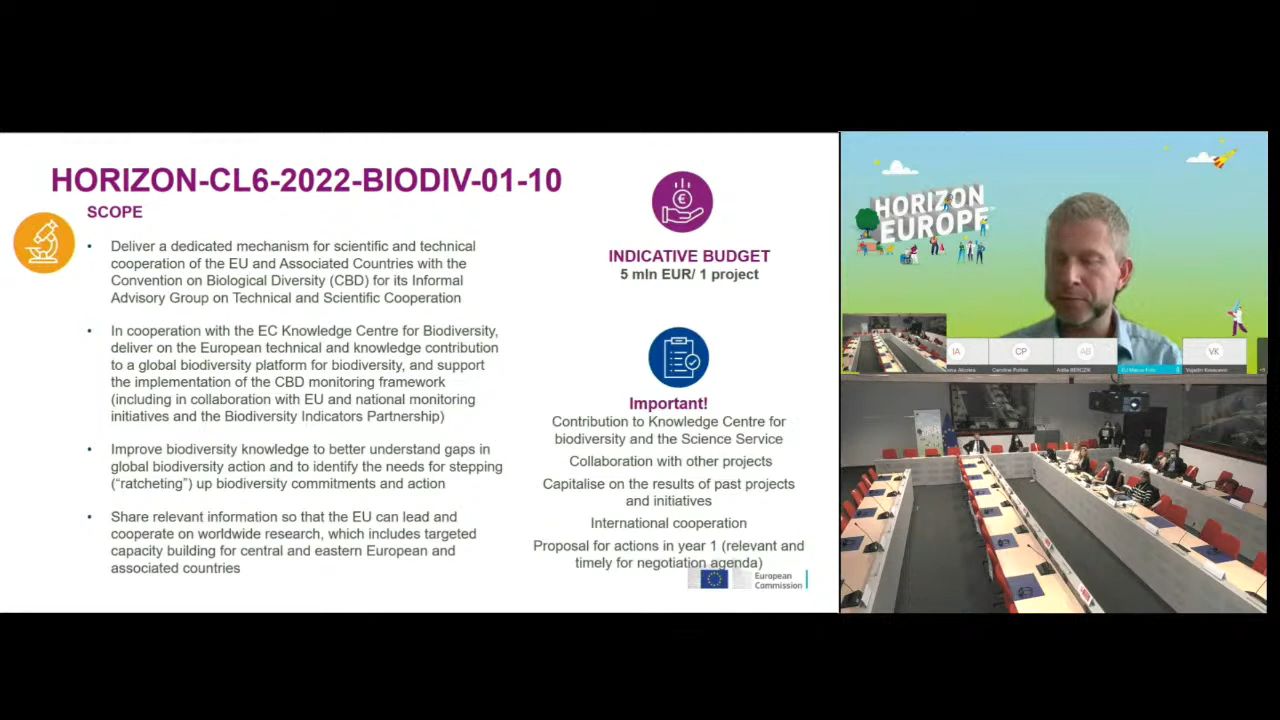 HORIZON-CL6-2022-BIODIV-01-10
SCOPE
• Deliver a dedicated mechanism for scientific and technical
cooperation of the EU and Associated Countries with the
Convention on Biological Diversity (CBD) for its Informal
Advisory Group on Technical and Scientific Cooperation
• In cooperation with the EC Knowledge Centre for Biodiversity,
deliver on the European technical and knowledge contribution
to a global biodiversity platform for biodiversity, and support
the implementation of the CBD monitoring framework
(including in collaboration with EU and national monitoring
initiatives and the Biodiversity Indicators Partnership)
• Improve biodiversity knowledge to better understand gaps in
global biodiversity action and to identify the needs for stepping
(“ratcheting”) up biodiversity commitments and action
• Share relevant information so that the EU can lead and
cooperate on worldwide research, which includes targeted
capacity building for central and eastern European and
associated countries
INDICATIVE BUDGET
5 mln EUR/ 1 project
Important!
Contribution to Knowledge Centre for
biodiversity and the Science Service
Collaboration with other projects
Capitalise on the results of past projects
and initiatives
International cooperation
Proposal for actions in year 1 (relevant and
timely for negotiation agenda)
European
Commission
HORIZON
EUROPE
IA
CP
AB
VK